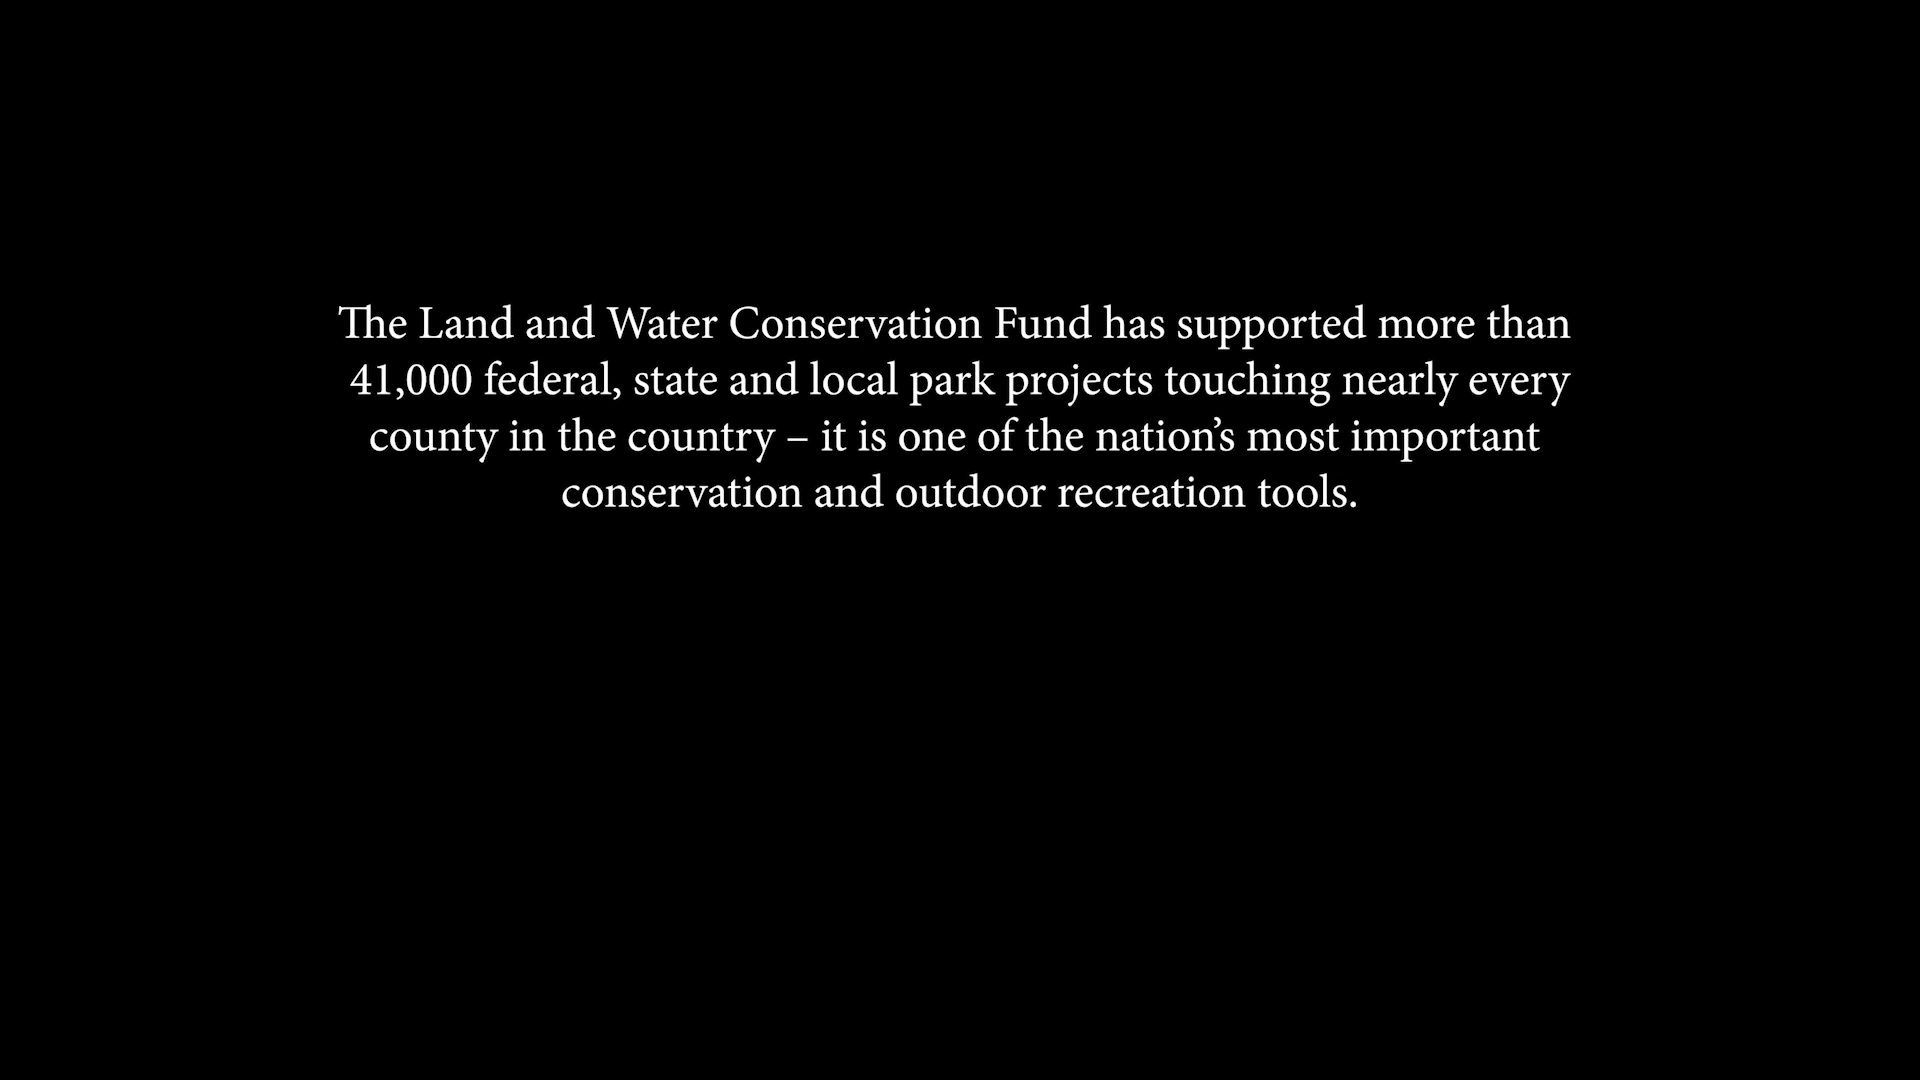 The Land and Water Conservation Fund has supported more than
41,000 federal, state and local park projects touching nearly every
county in the country – it is one of the nation’s most important
conservation and outdoor recreation tools.